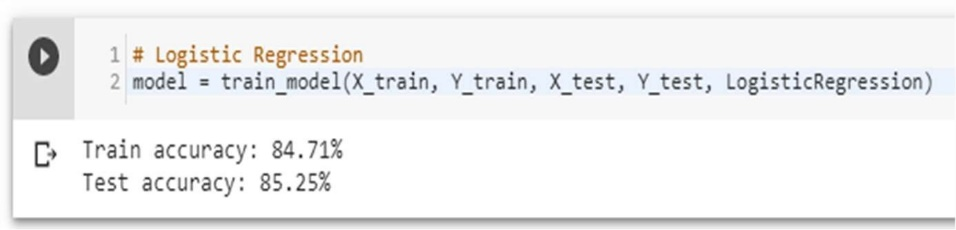 1 # Logistic Regression
2 model = train_model(X_train, Y_train, X_test, Y_test, LogisticRegression)
Train accuracy: 84.71%
Test accuracy: 85.25%